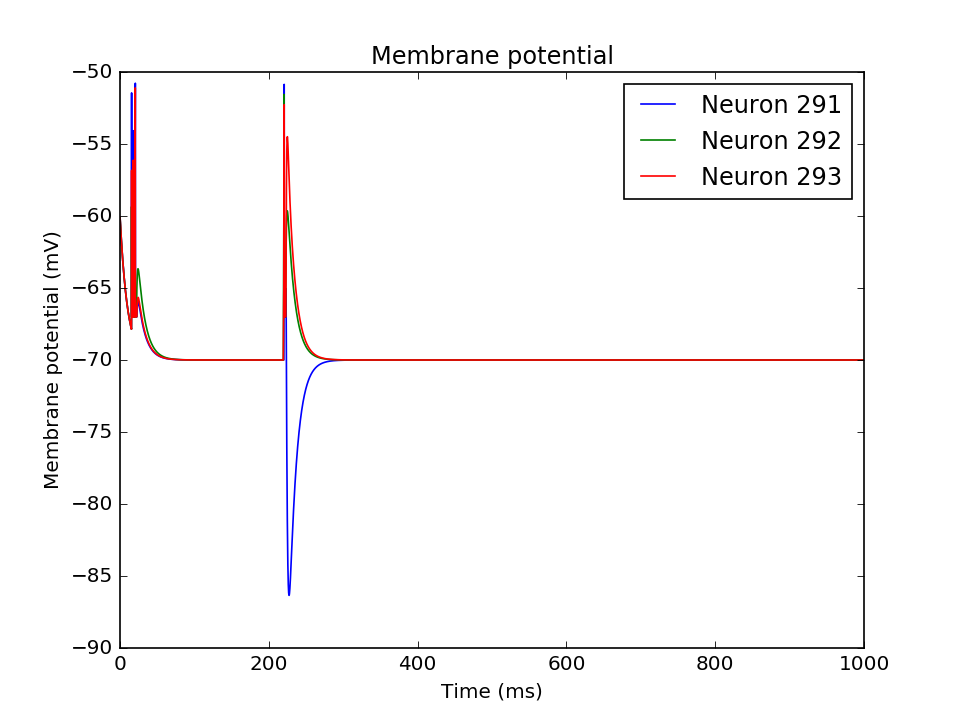 Membrane potential
Neuron 291
Neuron 292
Neuron 293
Membrane potential (mV)
−50
−55
−60
−65
−70
−75
−80
−85
−90
0
200
400
600
800
1000
Time (ms)